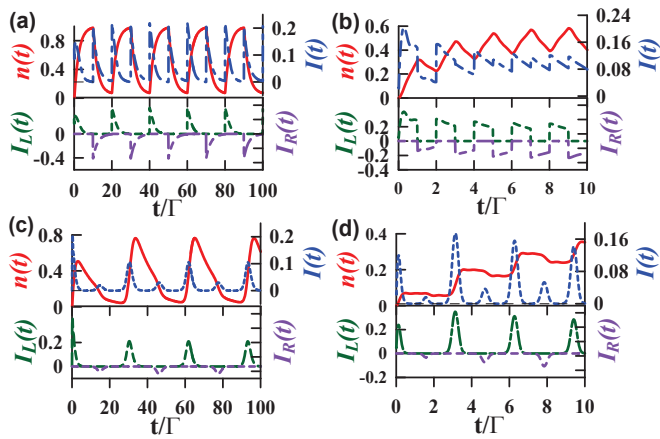 (a)
n(t)
0.8
0.4
0
0.2
0.1
0
I(t)
I_L(t)
0
-0.4
I_R(t)
0 20 40 60 80 100
t/Γ
(b)
n(t)
0.6
0.4
0.2
0
0.24
0.16
0.08
0
I(t)
I_L(t)
0.2
0
-0.2
-0.4
I_R(t)
0 2 4 6 8 10
t/Γ
(c)
n(t)
0.8
0.4
0
0.2
0.1
0
I(t)
I_L(t)
0.2
0
I_R(t)
0 20 40 60 80 100
t/Γ
(d)
n(t)
0.4
0.2
0
0.16
0.08
0
I(t)
I_L(t)
0.2
0
-0.2
I_R(t)
0 2 4 6 8 10
t/Γ